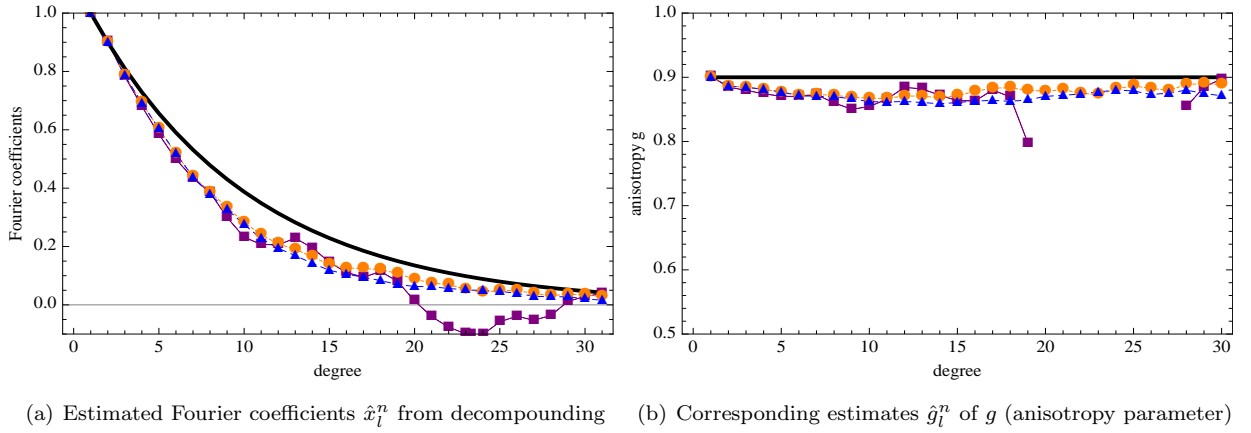 1.0
0.8
0.6
0.4
0.2
0.0
Fourier coefficients
0 5 10 15 20 25 30
degree
1.0
0.9
0.8
0.7
0.6
0.5
anisotropy g
0 5 10 15 20 25 30
degree
(a) Estimated Fourier coefficients x̂ₗⁿ from decompounding
(b) Corresponding estimates ĝₗⁿ of g (anisotropy parameter)